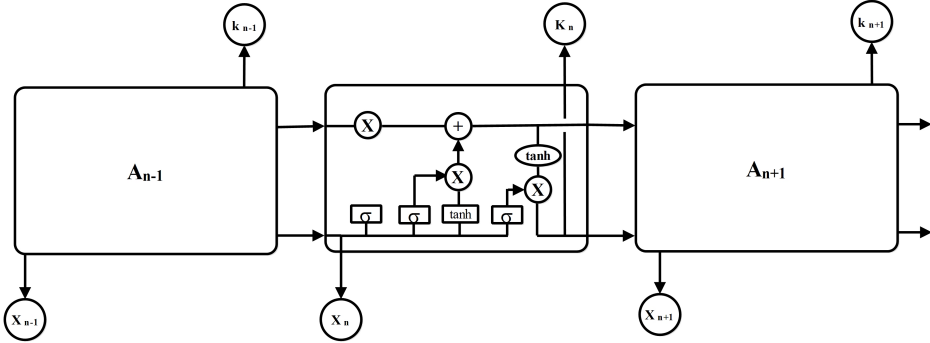 k n-1
K n
k n+1
X
+
tanh
A n-1
X
X
A n+1
σ
σ
tanh
σ
X n-1
X n
X n+1